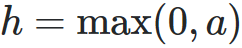 h = max(0, a)